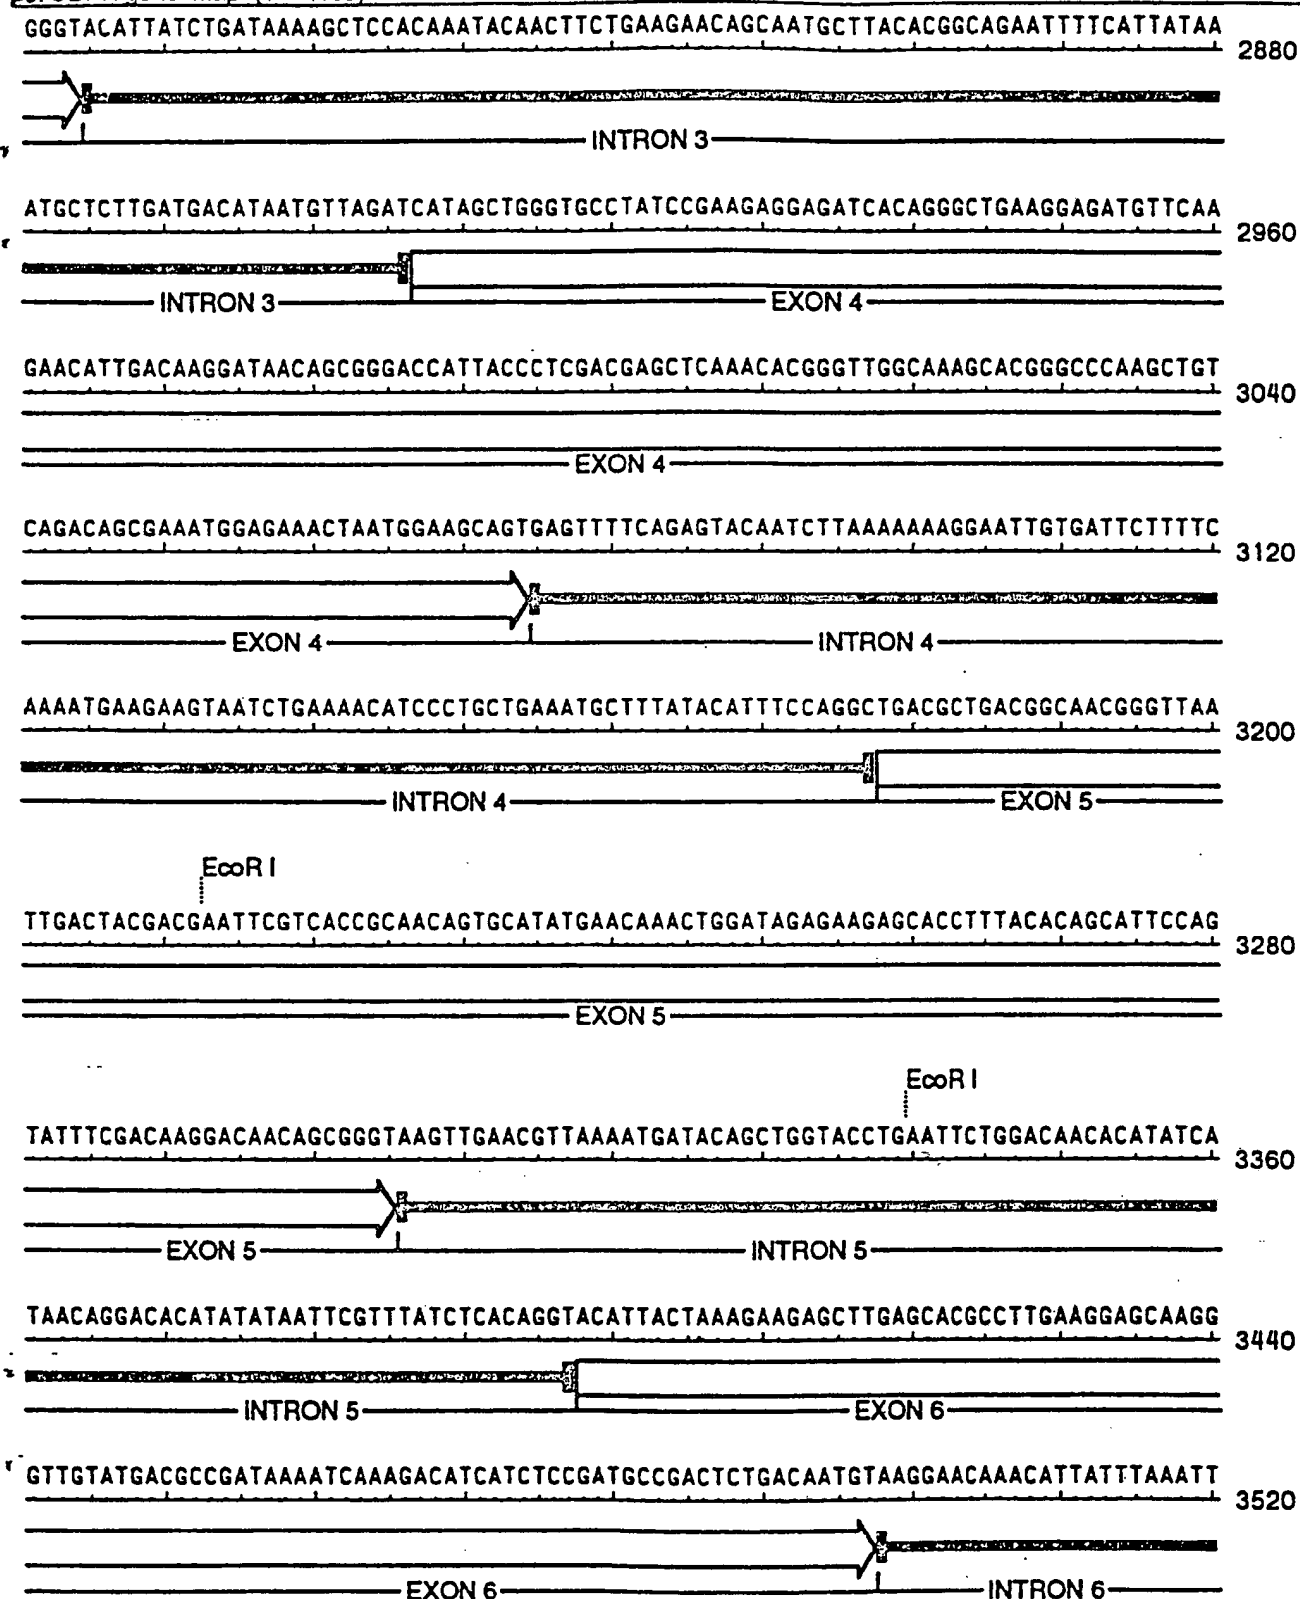 GGGTACATTATCTGATAAAAGCTCCACAAATACAACTTCTGAAGAACAGCAATGCTTACACGGCAGAATTTTCATTATAA
2880
INTRON 3
ATGCTCTTGATGACATAATGTTAGATCATAGCTGGGTGCCTATCCGAAGAGGAGATCACAGGGCTGAAGGAGATGTTCAA
2960
INTRON 3 EXON 4
GAACATTGACAAGGATAACAGCGGGACCATTACCCTCGACGAGCTCAAACACGGGTTGGCAAAGCACGGGCCCAAGCTGT
3040
EXON 4
CAGACAGCGAAATGGAGAAACTAATGGAAGCAGTGAGTTTTCAGAGTACAATCTTAAAAAAAGGAATTGTGATTCTTTTC
3120
EXON 4 INTRON 4
AAAATGAAGAAGTAATCTGAAAACATCCCTGCTGAAATGCTTTATACATTTCCAGGCTGACGCTGACGGCAACGGGTTAA
3200
INTRON 4 EXON 5
EcoR I
TTGACTACGACGAATTCGTCACCGCAACAGTGCATATGAACAAACTGGATAGAGAAGAGCACCTTTACACAGCATTCCAG
3280
EXON 5
EcoR I
TATTTCGACAAGGACAACAGCGGGTAAGTTGAACGTTAAAATGATACAGCTGGTACCTGAATTCTGGACAACACATATCA
3360
EXON 5 INTRON 5
TAACAGGACACATATATAATTCGTTTATCTCACAGGTACATTACTAAAGAAGAGCTTGAGCACGCCTTGAAGGAGCAAGG
3440
INTRON 5 EXON 6
GTTGTATGACGCCGATAAAATCAAAGACATCATCTCCGATGCCGACTCTGACAATGTAAGGAACAAACATTATTTAAATT
3520
EXON 6 INTRON 6